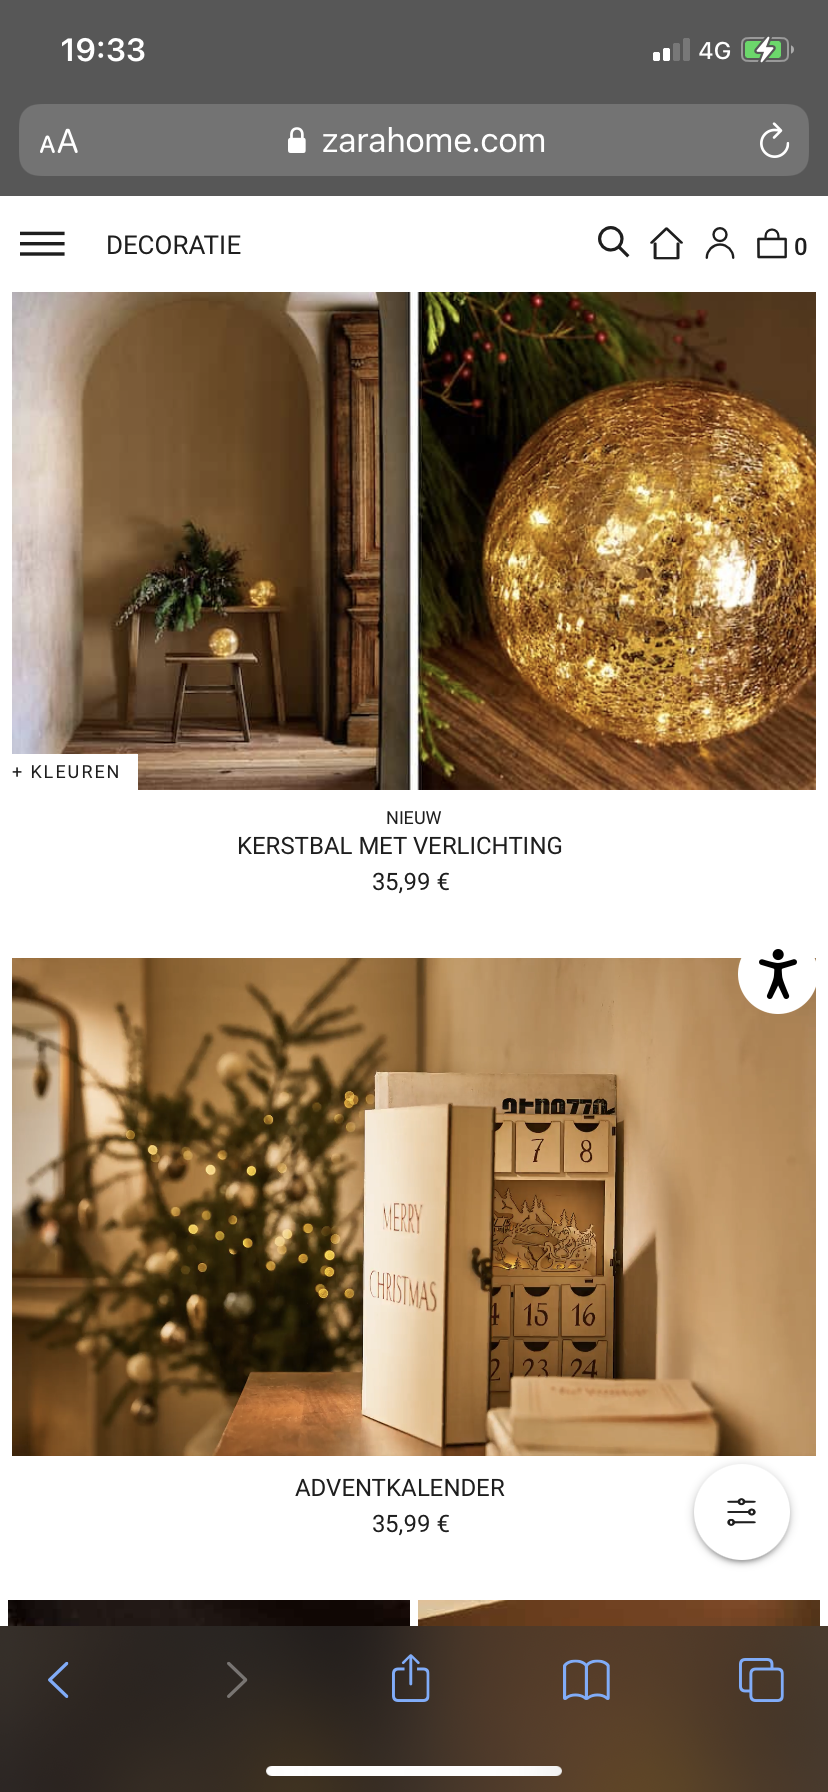 19:33
4G
AA
zarahome.com
DECORATIE
0
+ KLEUREN
NIEUW
KERSTBAL MET VERLICHTING
35,99 €
7 8
MERRY
CHRISTMAS
15 16
23 24
ADVENTKALENDER
35,99 €